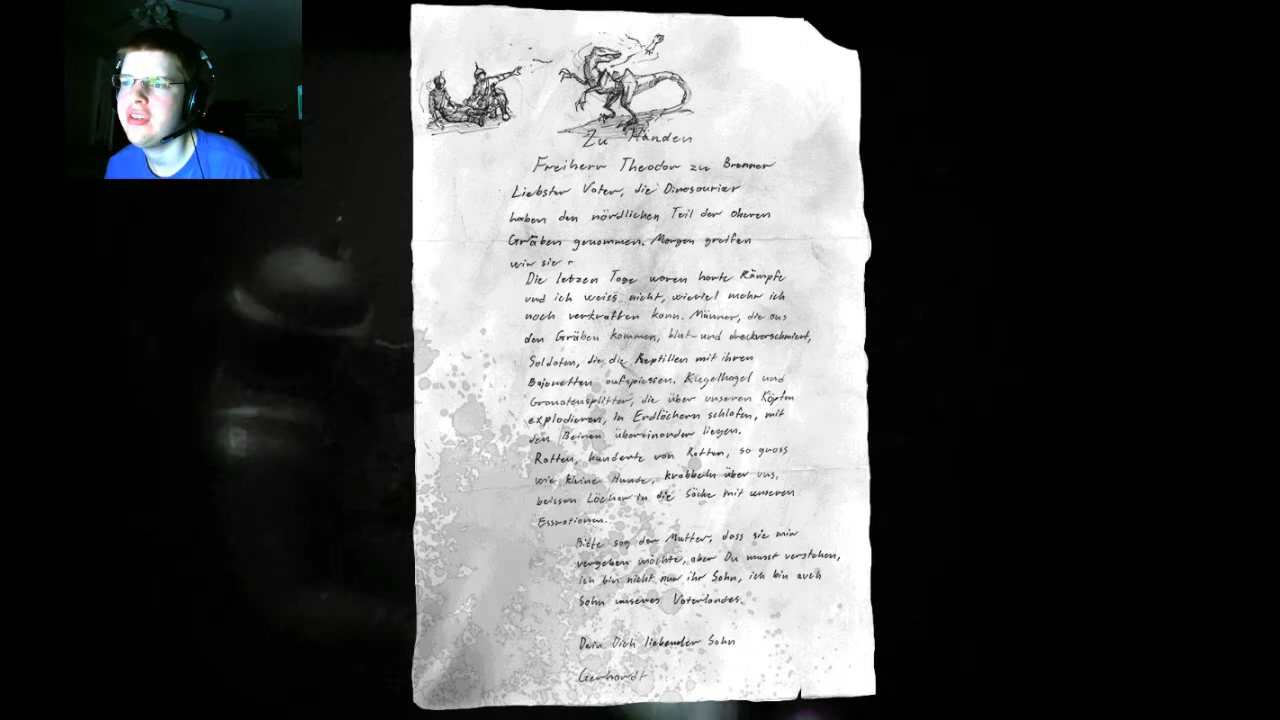 Zu Händen
Freiherr Theodor zu Brenner
Liebster Vater, die Dinosaurier
haben den nördlichen Teil der oberen
Gräben genommen. Morgen greifen
wir sie
Die letzen Tage waren harte Kämpfe
und ich weiss nicht, wieviel mehr ich
noch verkraften kann. Männer, die aus
den Gräben kommen, blut- und dreckverschmiert,
Soldaten, die die Reptilien mit ihren
Bajonetten aufspiessen. Kugelhagel und
Granatensplitter, die über unseren Köpfen
explodieren, in Erdlöchern schlafen, mit
den Beinen übereinander liegen.
Ratten, hunderte von Ratten, so gross
wie kleine Hunde, krabbeln über uns,
beissen Löcher in die Säcke mit unseren
Essrationen.
Bitte sag der Mutter, dass sie mir
vergeben möchte, aber Du musst verstehen,
ich bin nicht nur ihr Sohn, ich bin auch
Sohn unseres Vaterlandes.
Dein Dich liebender Sohn
Gerhardt